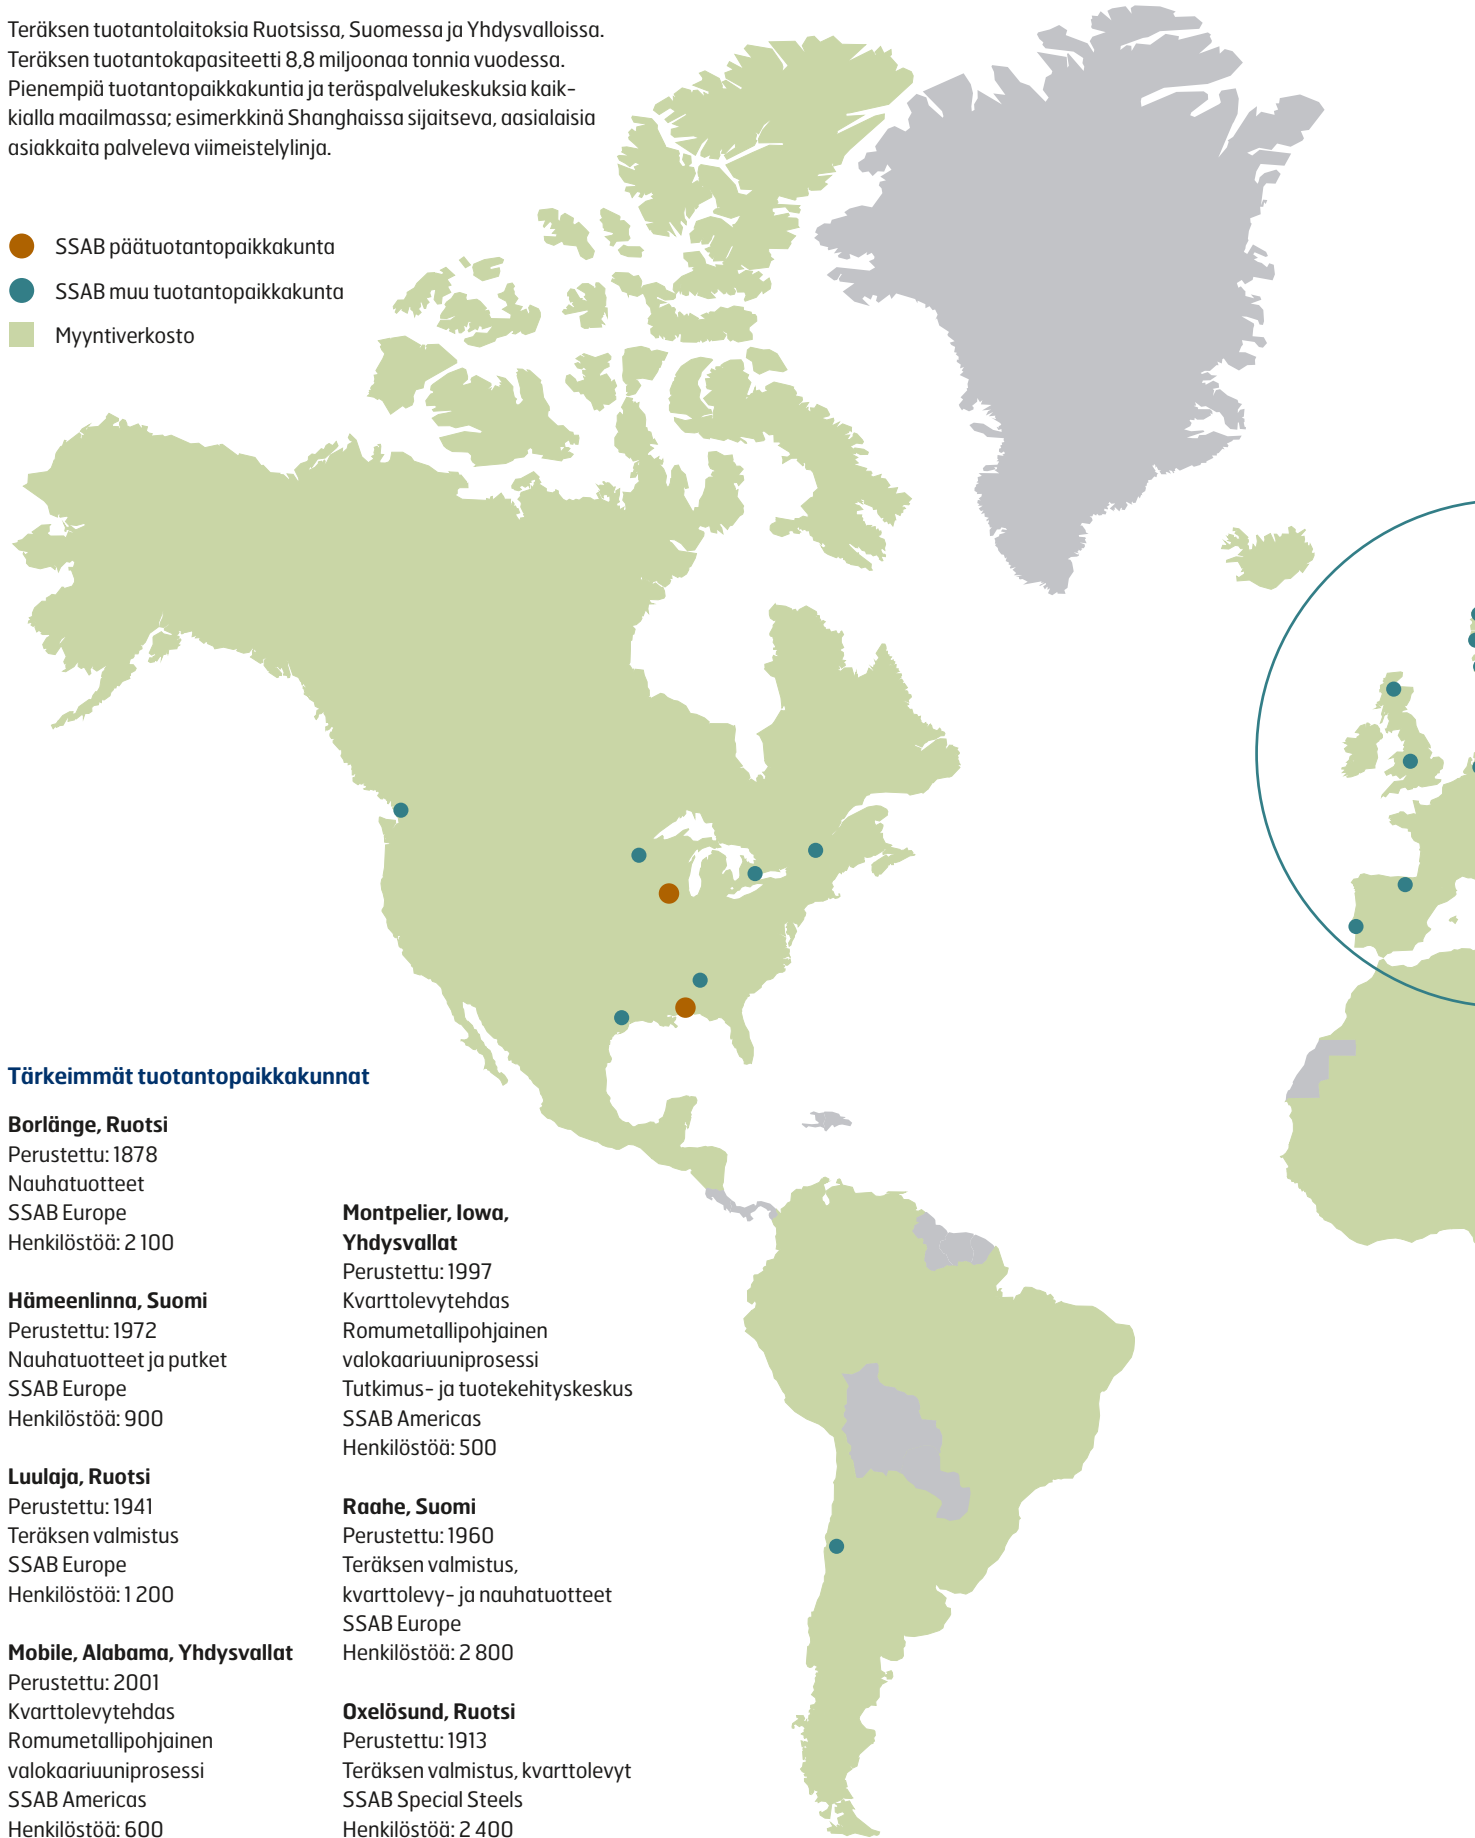 Teräksen tuotantolaitoksia Ruotsissa, Suomessa ja Yhdysvalloissa.
Teräksen tuotantokapasiteetti 8,8 miljoonaa tonnia vuodessa.
Pienempiä tuotantopaikkakuntia ja teräspalvelukeskuksia kaik-
kialla maailmassa; esimerkkinä Shanghaissa sijaitseva, aasialaisia
asiakkaita palveleva viimeistelylinja.
SSAB päätuotantopaikkakunta
SSAB muu tuotantopaikkakunta
Myyntiverkosto
Tärkeimmät tuotantopaikkakunnat
Borlänge, Ruotsi
Perustettu: 1878
Nauhatuotteet
SSAB Europe
Henkilöstöä: 2 100
Hämeenlinna, Suomi
Perustettu: 1972
Nauhatuotteet ja putket
SSAB Europe
Henkilöstöä: 900
Luulaja, Ruotsi
Perustettu: 1941
Teräksen valmistus
SSAB Europe
Henkilöstöä: 1 200
Mobile, Alabama, Yhdysvallat
Perustettu: 2001
Kvarttolevytehdas
Romumetallipohjainen
valokaariuuniprosessi
SSAB Americas
Henkilöstöä: 600
Montpelier, Iowa,
Yhdysvallat
Perustettu: 1997
Kvarttolevytehdas
Romumetallipohjainen
valokaariuuniprosessi
Tutkimus- ja tuotekehityskeskus
SSAB Americas
Henkilöstöä: 500
Raahe, Suomi
Perustettu: 1960
Teräksen valmistus,
kvarttolevy- ja nauhatuotteet
SSAB Europe
Henkilöstöä: 2 800
Oxelösund, Ruotsi
Perustettu: 1913
Teräksen valmistus, kvarttolevyt
SSAB Special Steels
Henkilöstöä: 2 400